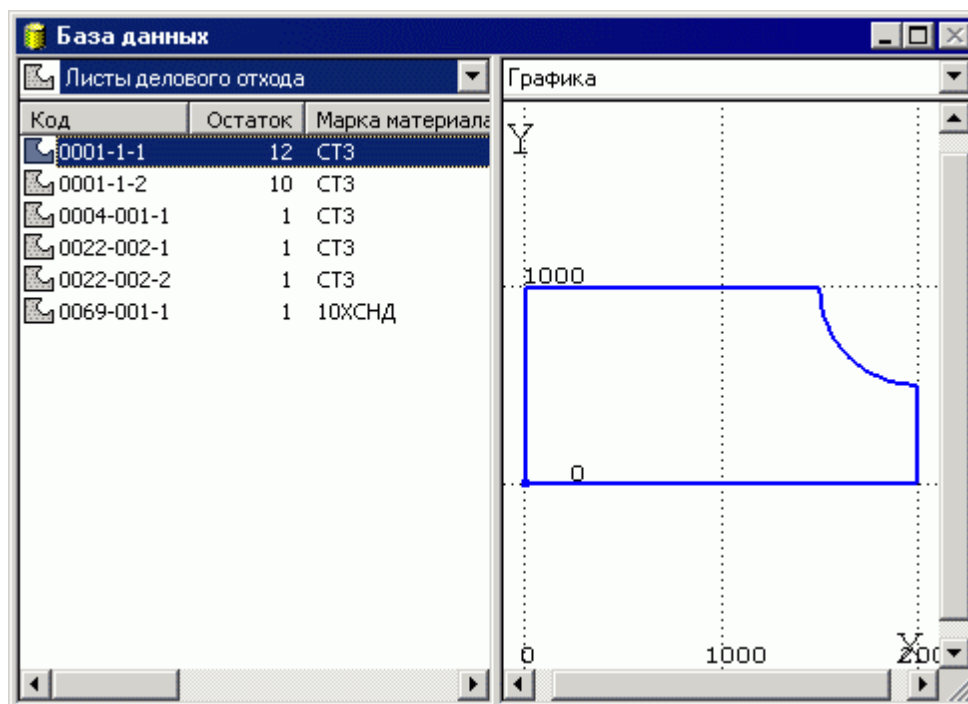 База данных
Листы делового отхода
Графика
Код Остаток Марка материала
0001-1-1 12 СТ3
0001-1-2 10 СТ3
0004-001-1 1 СТ3
0022-002-1 1 СТ3
0022-002-2 1 СТ3
0069-001-1 1 10ХСНД
Y
1000
0
X
0 1000 200